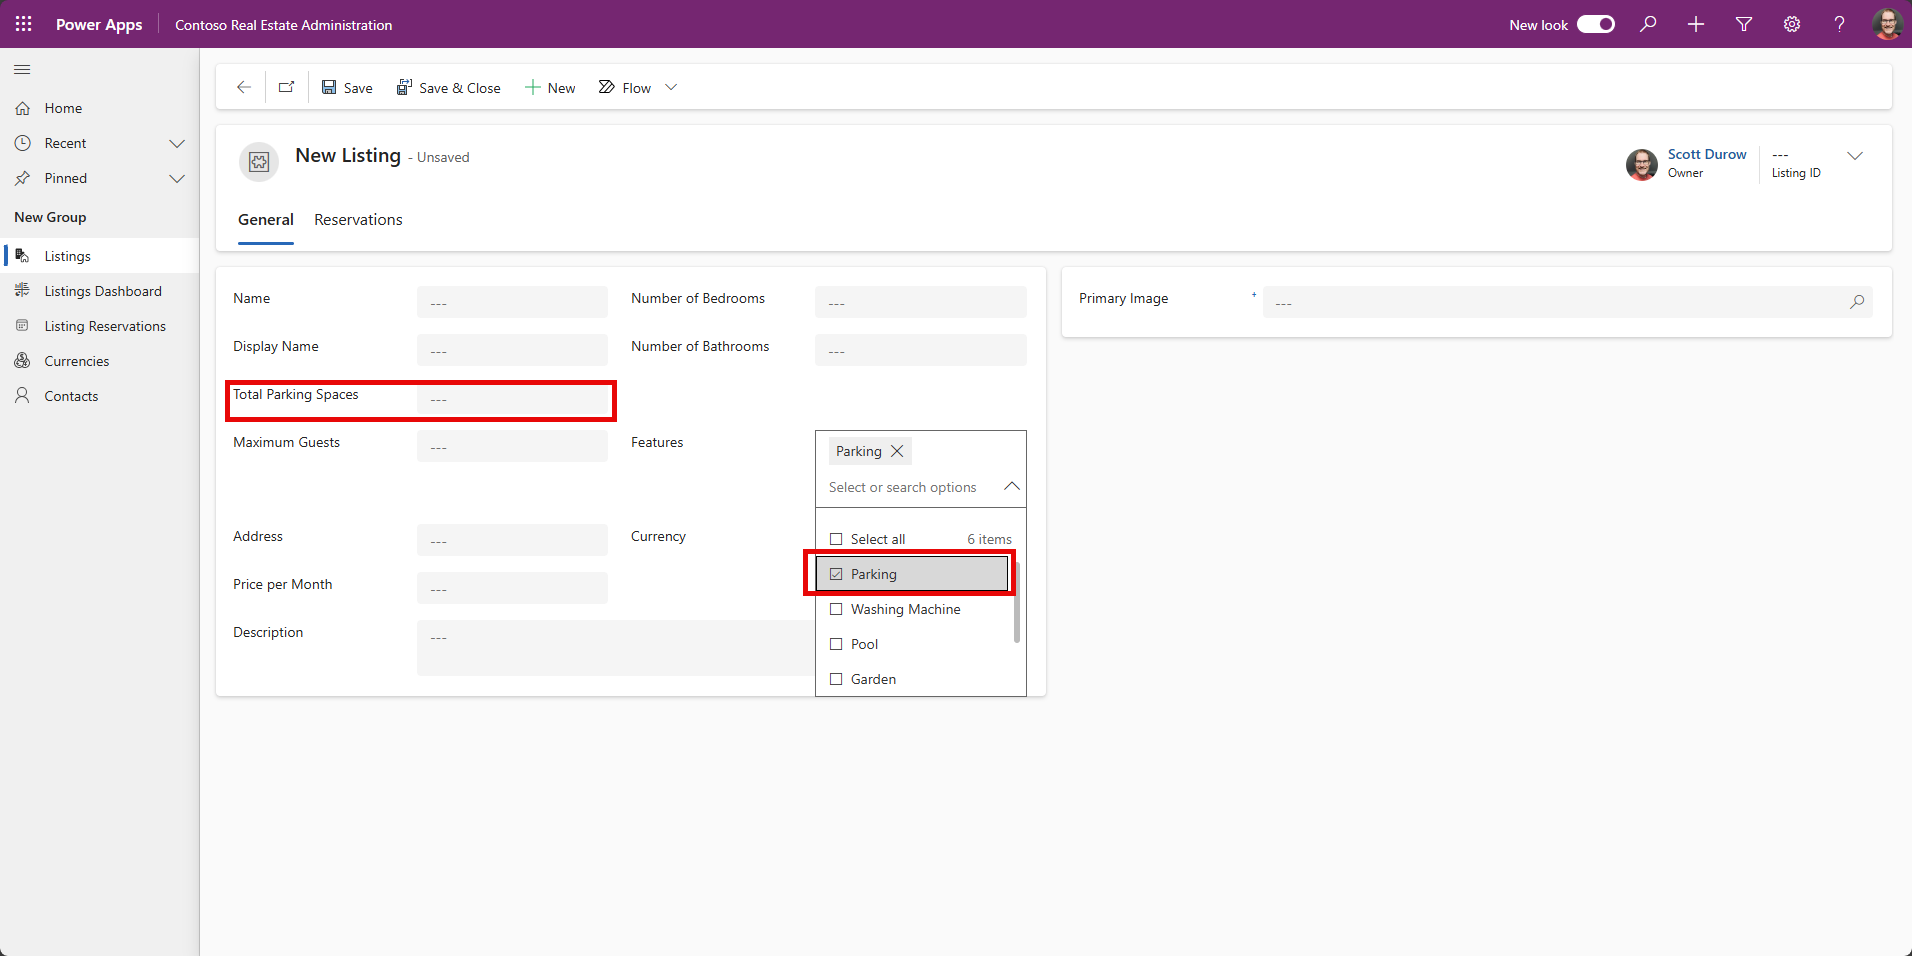 Power Apps
Contoso Real Estate Administration
New look
Home
Recent
Pinned
New Group
Listings
Listings Dashboard
Listing Reservations
Currencies
Contacts
Save
Save & Close
New
Flow
New Listing - Unsaved
Scott Durow
Owner
---
Listing ID
General
Reservations
Name
---
Number of Bedrooms
---
Display Name
---
Number of Bathrooms
---
Total Parking Spaces
---
Maximum Guests
---
Features
Parking
Select or search options
Select all
6 items
Parking
Washing Machine
Pool
Garden
Address
---
Currency
Price per Month
---
Description
---
Primary Image
+
---